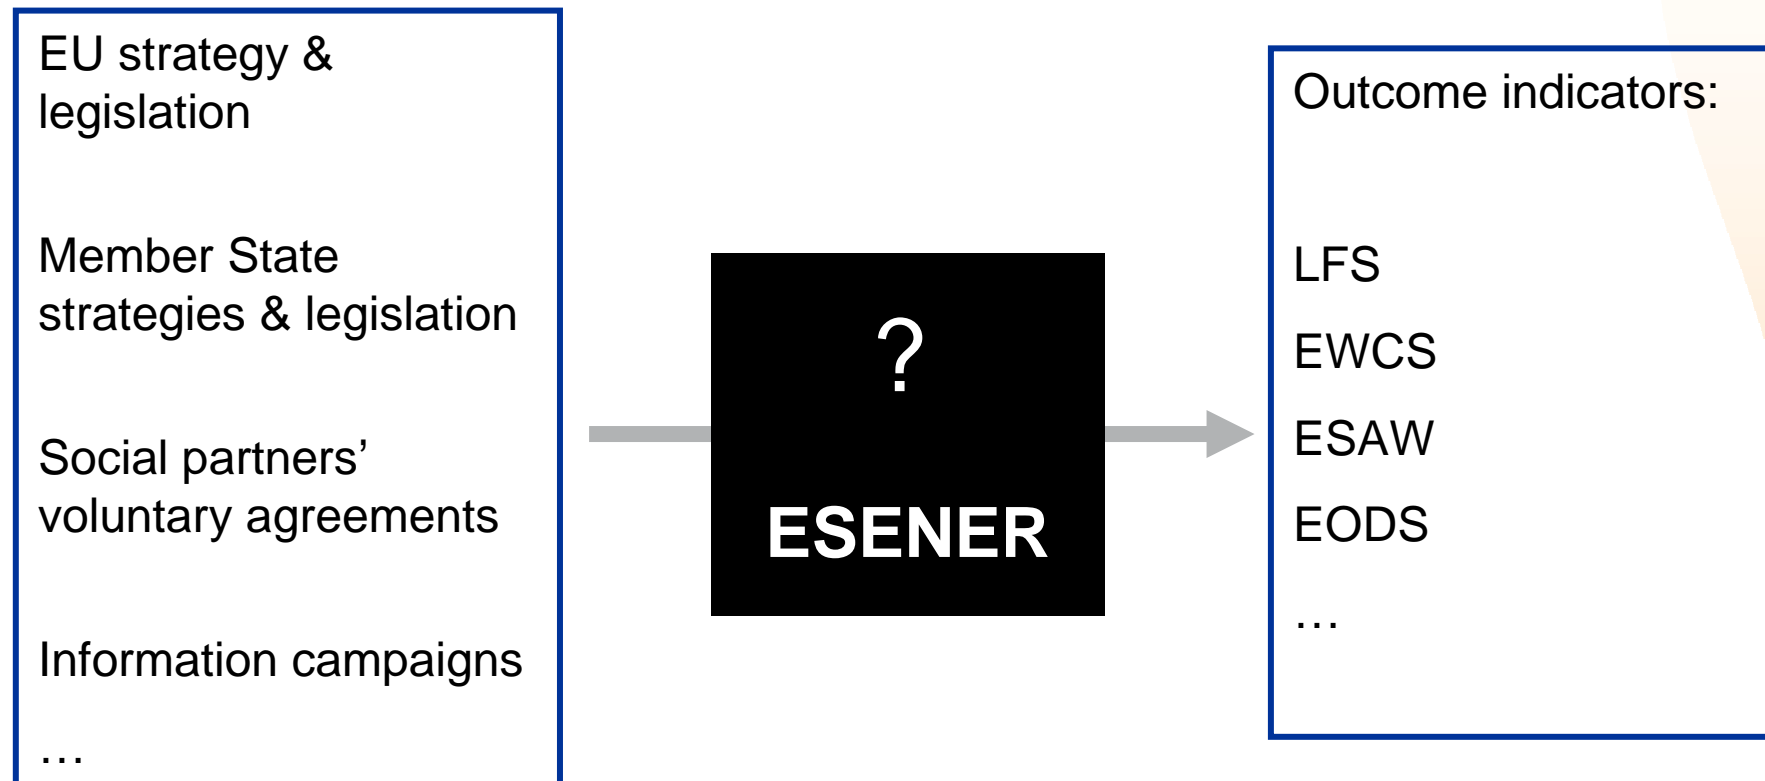 EU strategy &
legislation
Member State
strategies & legislation
Social partners’
voluntary agreements
Information campaigns
…
?
ESENER
Outcome indicators:
LFS
EWCS
ESAW
EODS
…